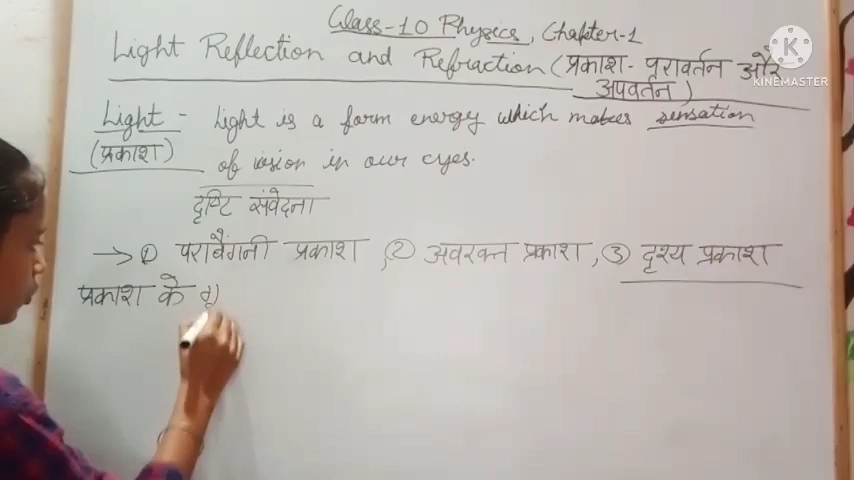 Class-10 Physics, Chapter-1
Light Reflection and Refraction (प्रकाश - परावर्तन और
अपवर्तन)
Light - Light is a form energy which makes sensation
(प्रकाश) of vision in our eyes.
दृष्टि संवेदना
→ ① पराबैंगनी प्रकाश, ② अवरक्त प्रकाश, ③ दृश्य प्रकाश
प्रकाश के
KINEMASTER